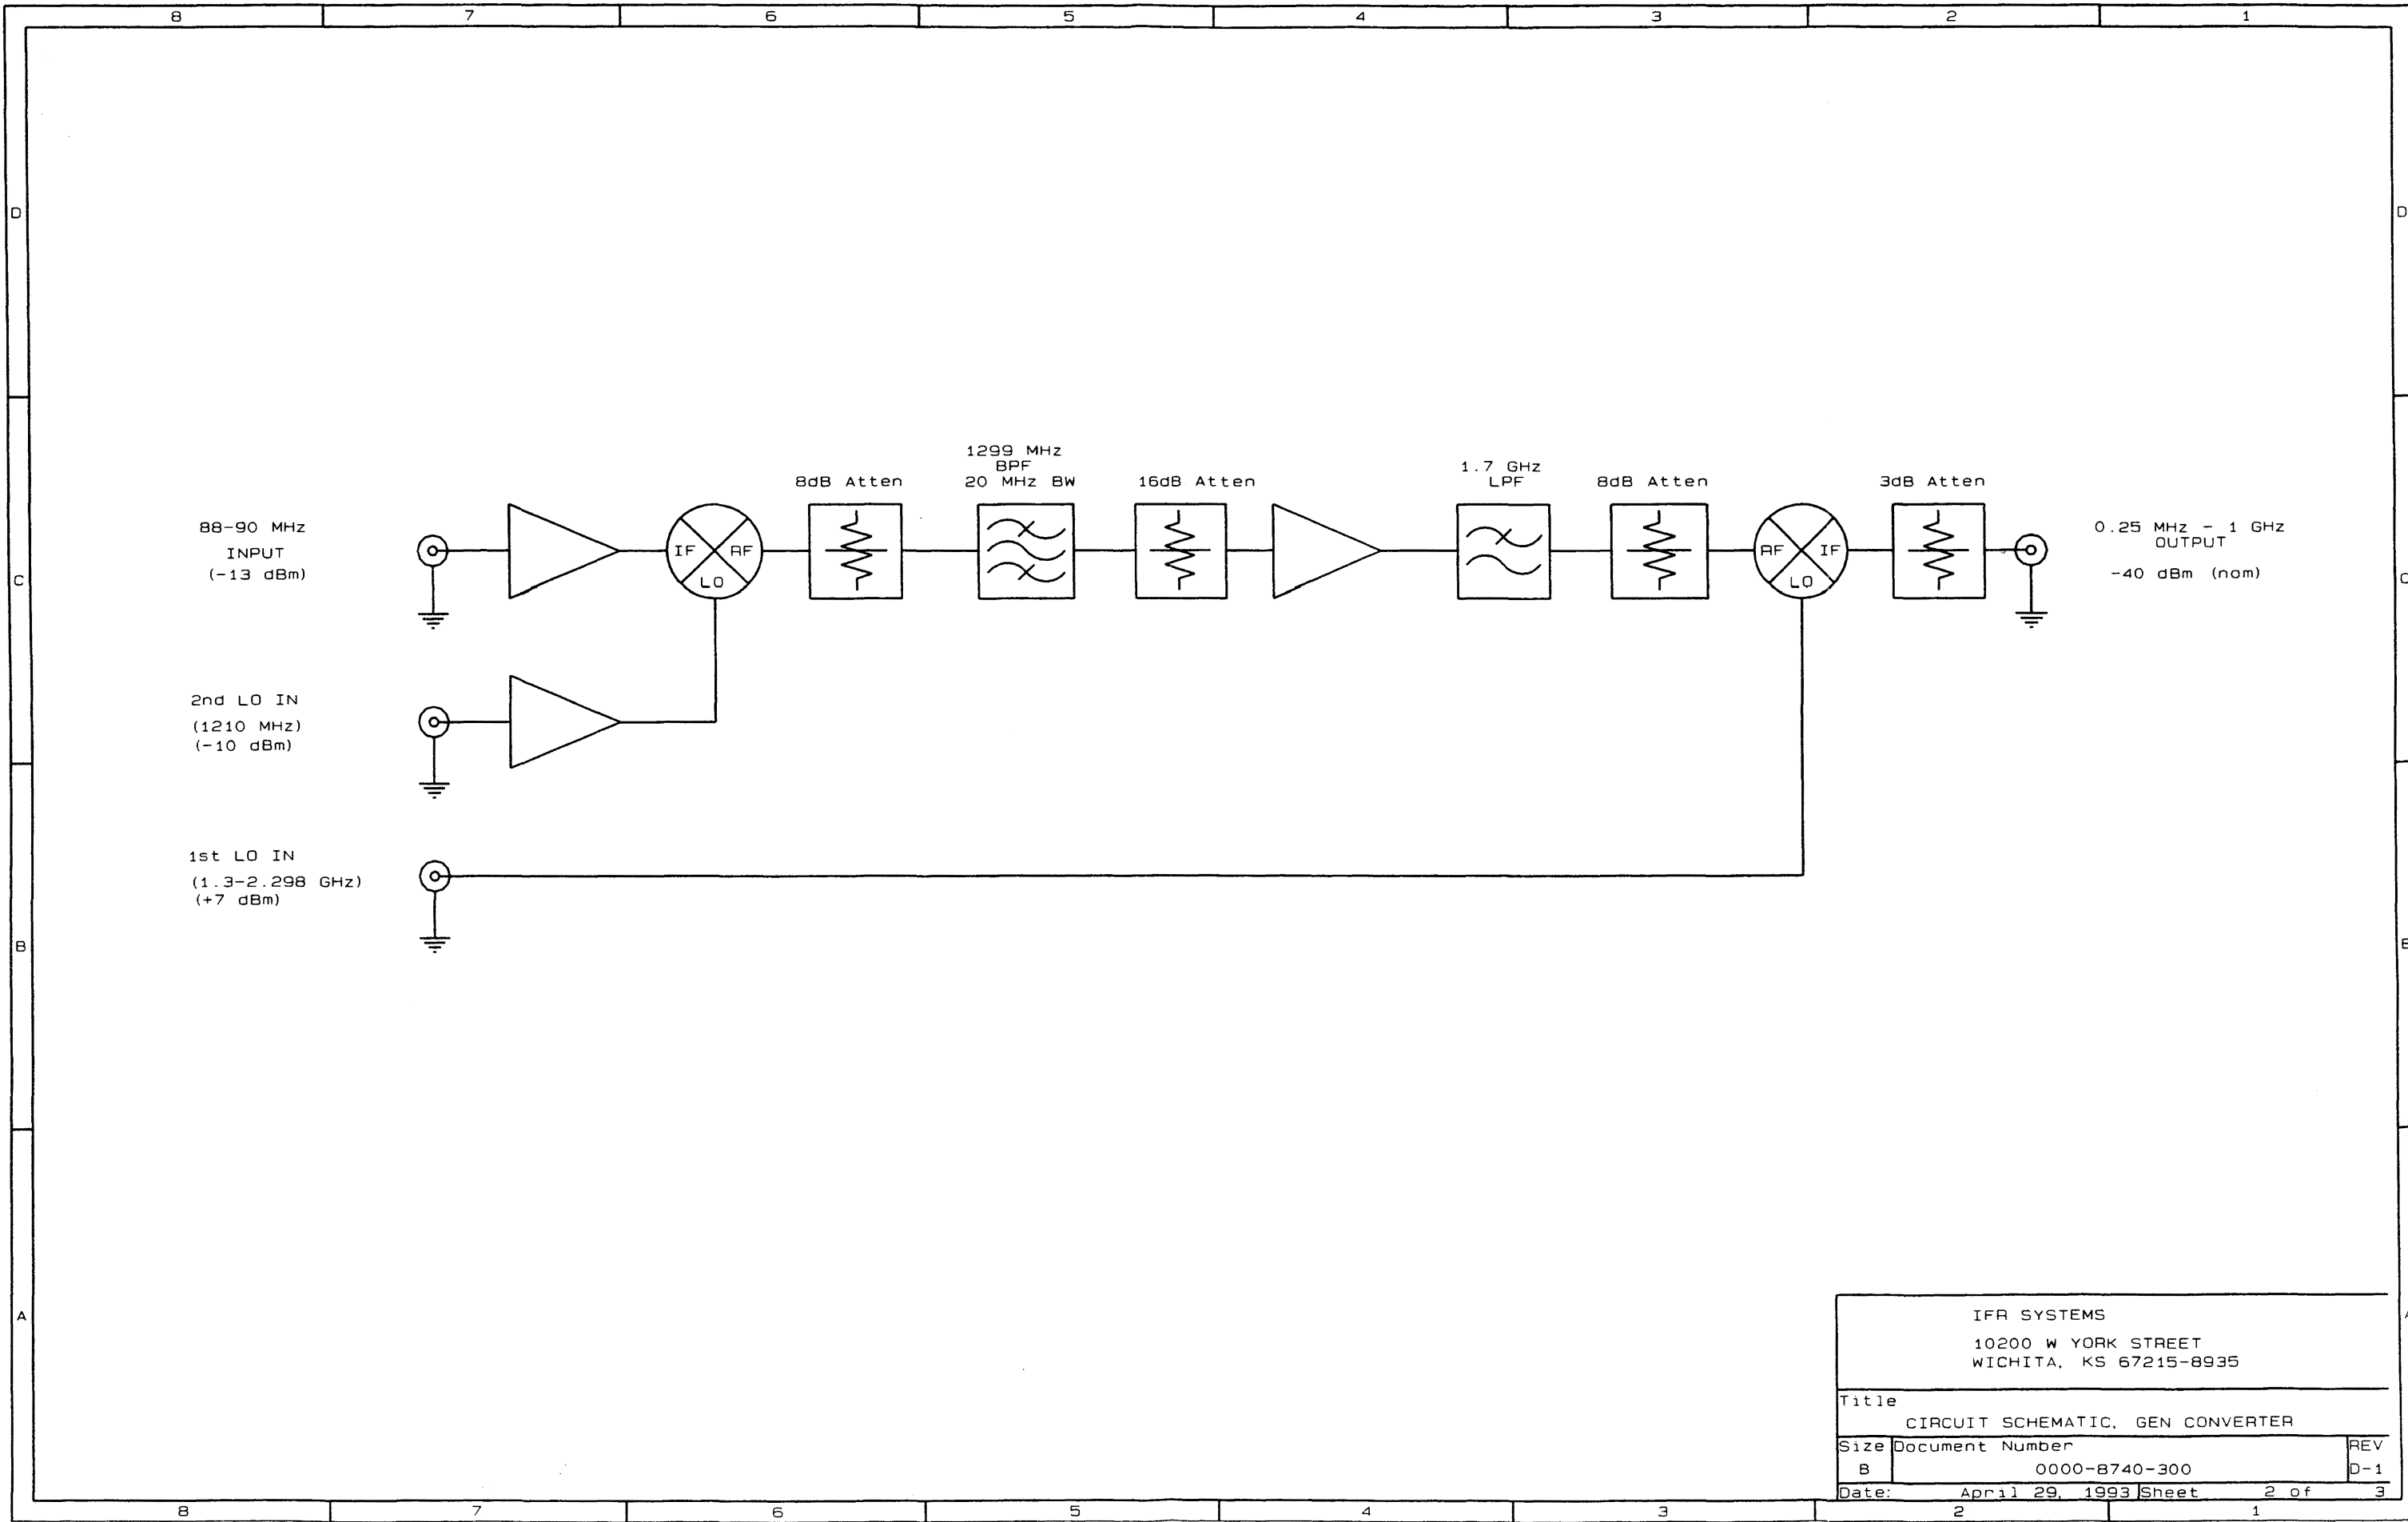 8 7 6 5 4 3 2 1
D D
1299 MHz
BPF
20 MHz BW
8dB Atten
16dB Atten
1.7 GHz
LPF
8dB Atten
3dB Atten
88-90 MHz
INPUT
(-13 dBm)
IF RF
LO
RF IF
LO
0.25 MHz - 1 GHz
OUTPUT
-40 dBm (nom)
C C
2nd LO IN
(1210 MHz)
(-10 dBm)
1st LO IN
(1.3-2.298 GHz)
(+7 dBm)
B B
A A
IFR SYSTEMS
10200 W YORK STREET
WICHITA, KS 67215-8935
Title
CIRCUIT SCHEMATIC, GEN CONVERTER
Size Document Number REV
B 0000-8740-300 D-1
Date: April 29, 1993 Sheet 2 of 3
8 7 6 5 4 3 2 1